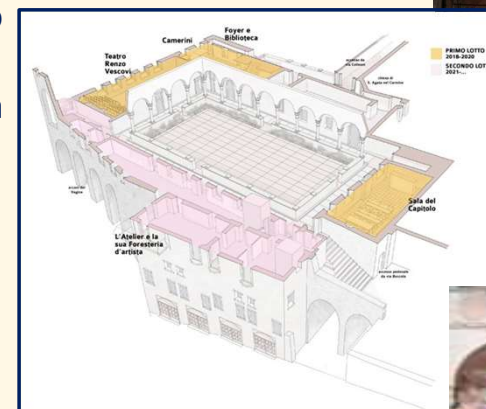 Foyer e
Biblioteca
Camerini
Teatro
Renzo
Vescovi
PRIMO LOTTO
2018-2020
SECONDO LOT
2021-...
Sala del
Capitolo
L'Atelier e la
sua Foresteria
d'artista